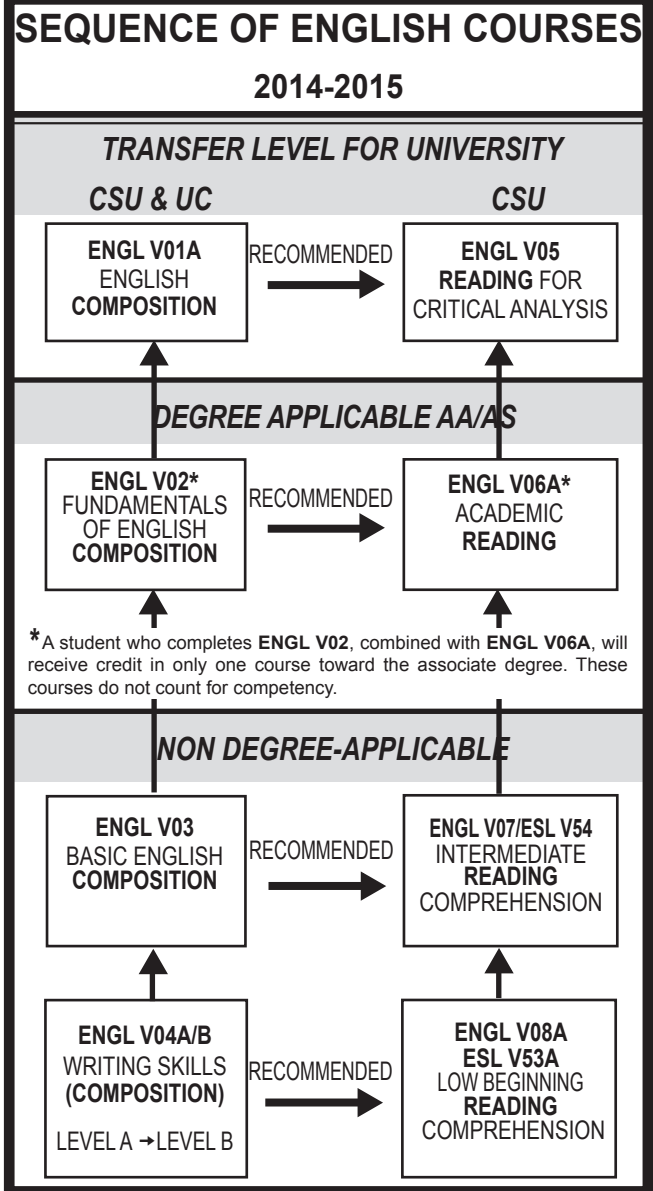 SEQUENCE OF ENGLISH COURSES
2014-2015
TRANSFER LEVEL FOR UNIVERSITY
CSU & UC
CSU
ENGL V01A
ENGLISH
COMPOSITION
RECOMMENDED
ENGL V05
READING FOR
CRITICAL ANALYSIS
DEGREE APPLICABLE AA/AS
ENGL V02*
FUNDAMENTALS
OF ENGLISH
COMPOSITION
RECOMMENDED
ENGL V06A*
ACADEMIC
READING
*A student who completes ENGL V02, combined with ENGL V06A, will
receive credit in only one course toward the associate degree. These
courses do not count for competency.
NON DEGREE-APPLICABLE
ENGL V03
BASIC ENGLISH
COMPOSITION
RECOMMENDED
ENGL V07/ESL V54
INTERMEDIATE
READING
COMPREHENSION
ENGL V04A/B
WRITING SKILLS
(COMPOSITION)
LEVEL A →LEVEL B
RECOMMENDED
ENGL V08A
ESL V53A
LOW BEGINNING
READING
COMPREHENSION